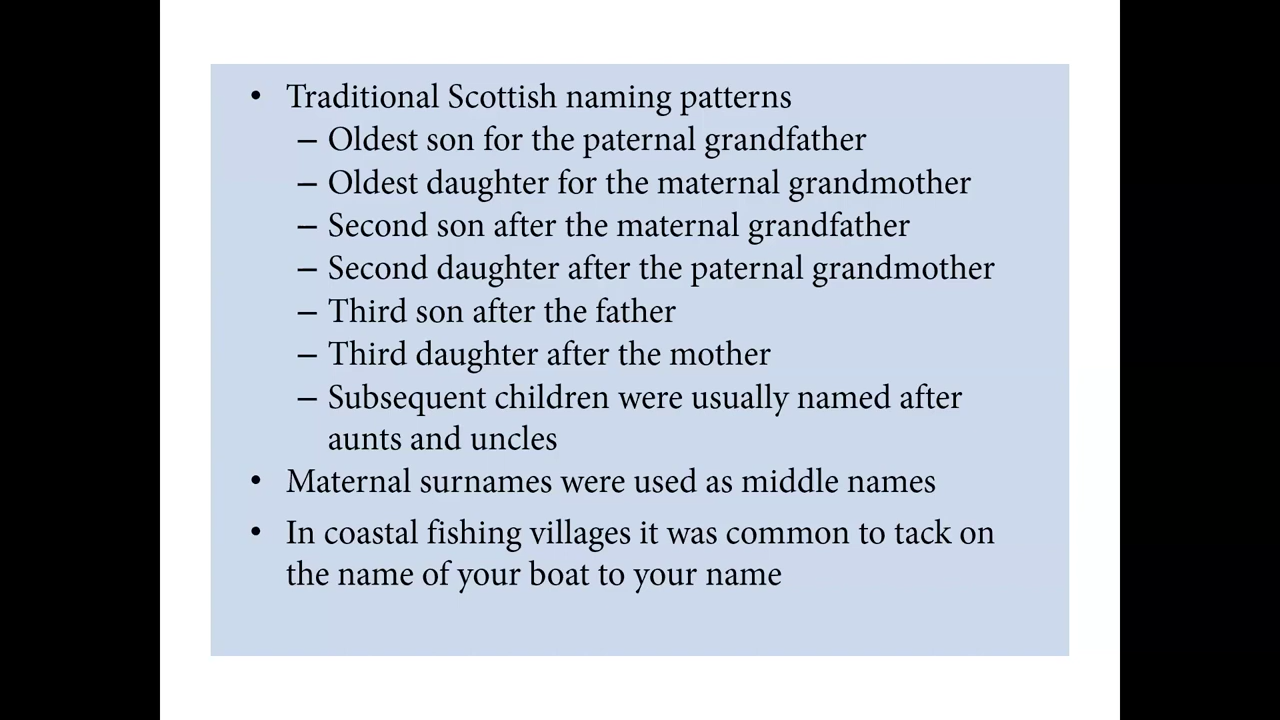 • Traditional Scottish naming patterns
– Oldest son for the paternal grandfather
– Oldest daughter for the maternal grandmother
– Second son after the maternal grandfather
– Second daughter after the paternal grandmother
– Third son after the father
– Third daughter after the mother
– Subsequent children were usually named after
aunts and uncles
• Maternal surnames were used as middle names
• In coastal fishing villages it was common to tack on
the name of your boat to your name